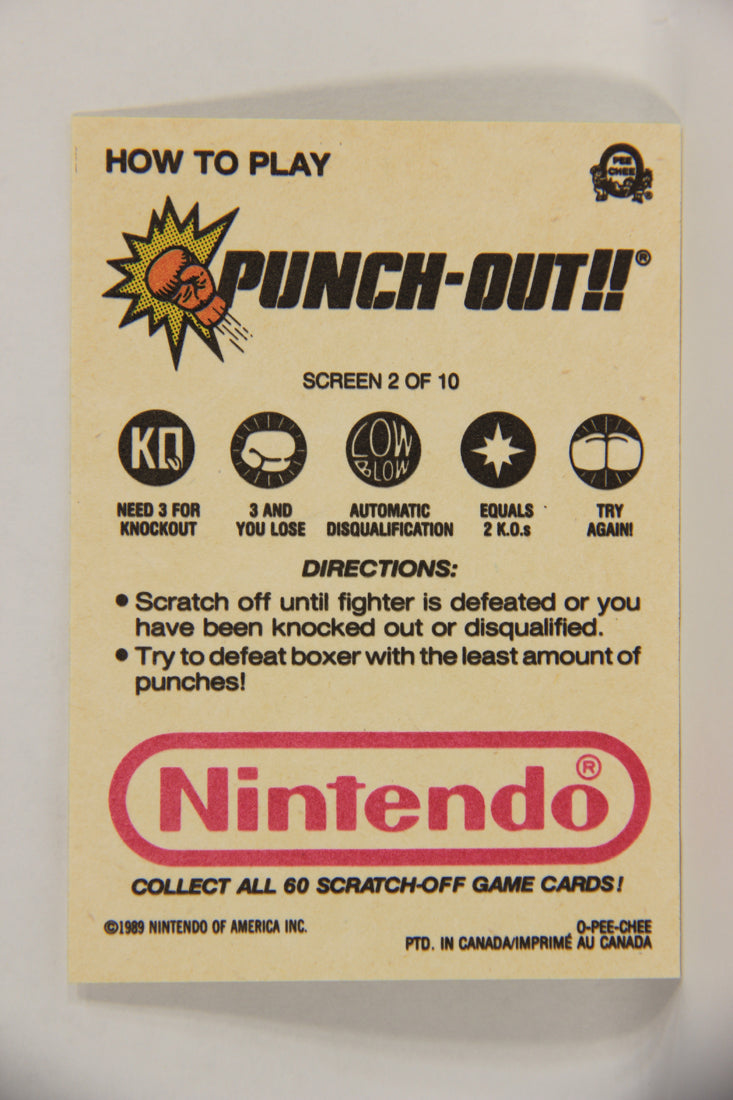 HOW TO PLAY
PEE
CHEE
PUNCH-OUT!!®
SCREEN 2 OF 10
KO
LOW
BLOW
NEED 3 FOR
KNOCKOUT
3 AND
YOU LOSE
AUTOMATIC
DISQUALIFICATION
EQUALS
2 K.O.s
TRY
AGAIN!
DIRECTIONS:
• Scratch off until fighter is defeated or you
have been knocked out or disqualified.
• Try to defeat boxer with the least amount of
punches!
Nintendo®
COLLECT ALL 60 SCRATCH-OFF GAME CARDS!
©1989 NINTENDO OF AMERICA INC.
O-PEE-CHEE
PTD. IN CANADA/IMPRIMÉ AU CANADA